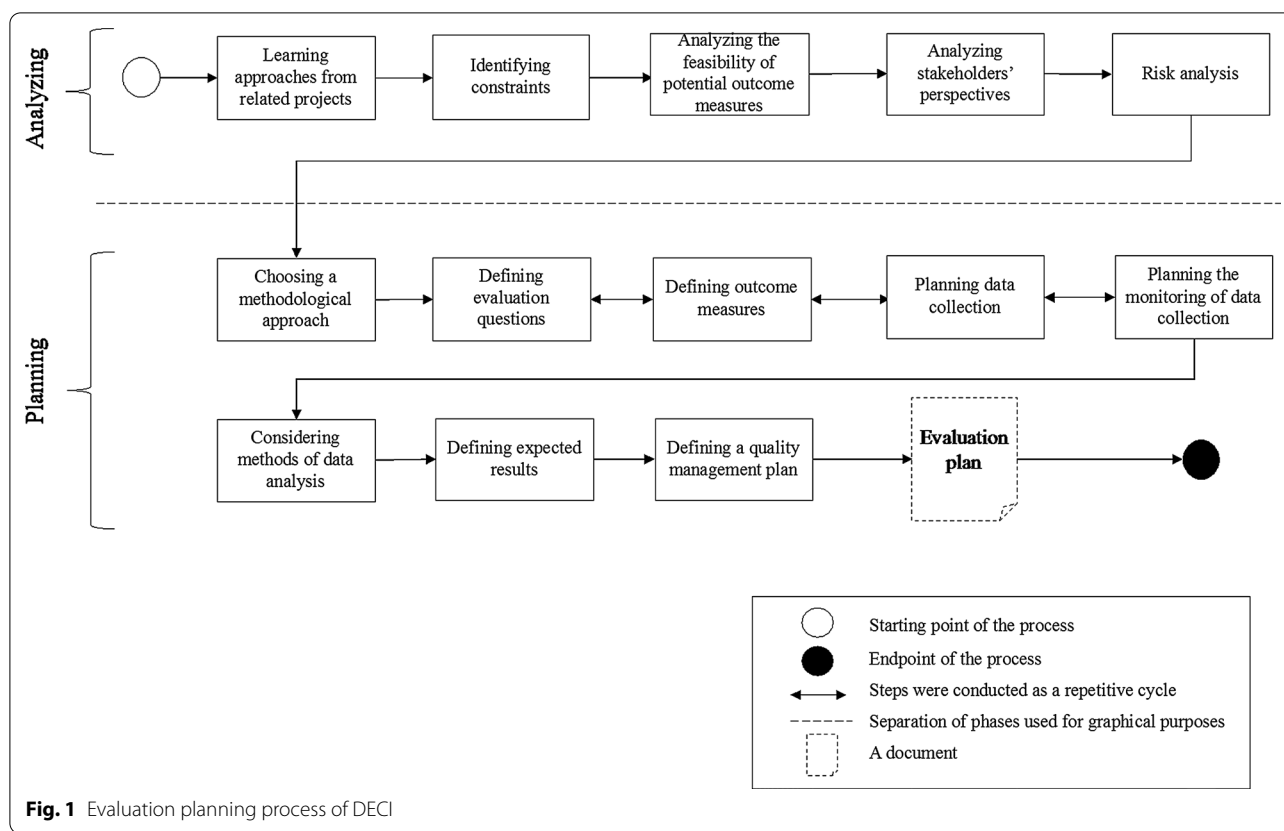 Analyzing
Learning
approaches from
related projects
Identifying
constraints
Analyzing the
feasibility of
potential outcome
measures
Analyzing
stakeholders’
perspectives
Risk analysis
Planning
Choosing a
methodological
approach
Defining
evaluation
questions
Defining outcome
measures
Planning data
collection
Planning the
monitoring of data
collection
Considering
methods of data
analysis
Defining expected
results
Defining a quality
management plan
Evaluation
plan
Starting point of the process
Endpoint of the process
Steps were conducted as a repetitive cycle
Separation of phases used for graphical purposes
A document
Fig. 1 Evaluation planning process of DECI